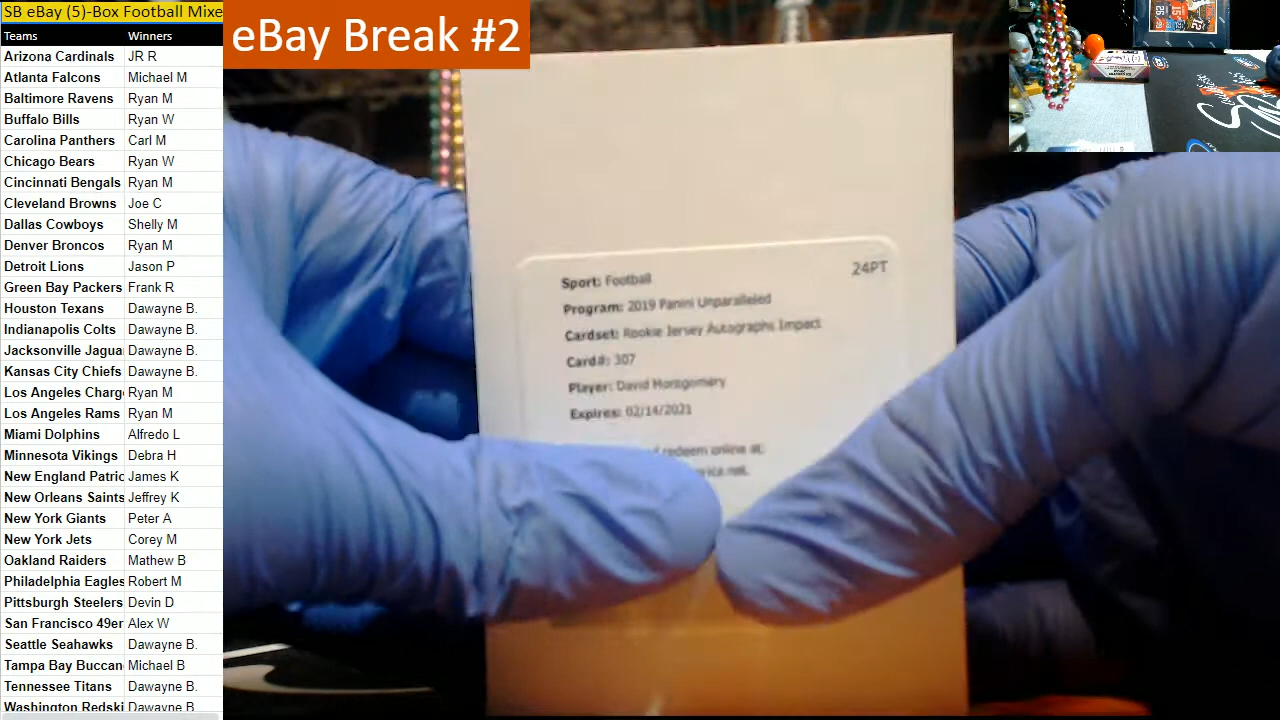 SB eBay (5)-Box Football Mixe
eBay Break #2
Teams Winners
Arizona Cardinals JR R
Atlanta Falcons Michael M
Baltimore Ravens Ryan M
Buffalo Bills Ryan W
Carolina Panthers Carl M
Chicago Bears Ryan W
Cincinnati Bengals Ryan M
Cleveland Browns Joe C
Dallas Cowboys Shelly M
Denver Broncos Ryan M
Detroit Lions Jason P
Green Bay Packers Frank R
Houston Texans Dawayne B.
Indianapolis Colts Dawayne B.
Jacksonville Jagua Dawayne B.
Kansas City Chiefs Dawayne B.
Los Angeles Charg Ryan M
Los Angeles Rams Ryan M
Miami Dolphins Alfredo L
Minnesota Vikings Debra H
New England Patric James K
New Orleans Saints Jeffrey K
New York Giants Peter A
New York Jets Corey M
Oakland Raiders Mathew B
Philadelphia Eagles Robert M
Pittsburgh Steelers Devin D
San Francisco 49er Alex W
Seattle Seahawks Dawayne B.
Tampa Bay Buccan Michael B
Tennessee Titans Dawayne B.
Washington Redski Dawayne B
24PT
Sport: Football
Program: 2019 Panini Unparalleled
Cardset: Rookie Jersey Autographs Impact
Card#: 307
Player: David Montgomery
Expires: 02/14/2021
redeem online at: